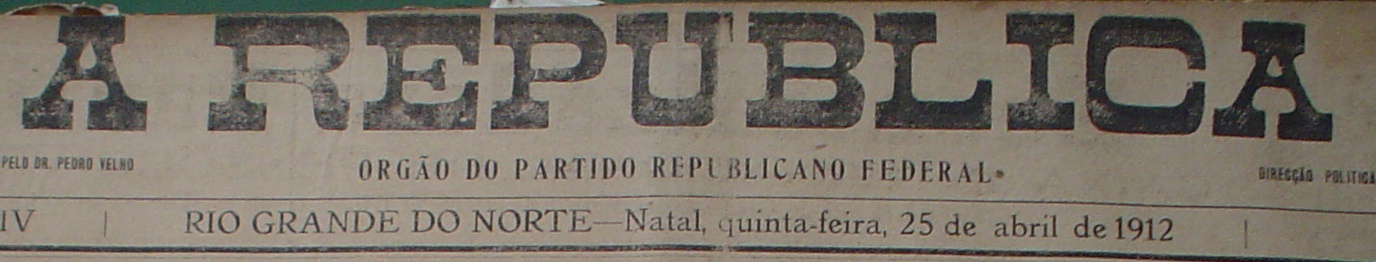 A REPUBLICA
PELO DR. PEDRO VELHO
ORGÃO DO PARTIDO REPUBLICANO FEDERAL
DIRECÇÃO POLITICA
IV | RIO GRANDE DO NORTE—Natal, quinta-feira, 25 de abril de 1912 |